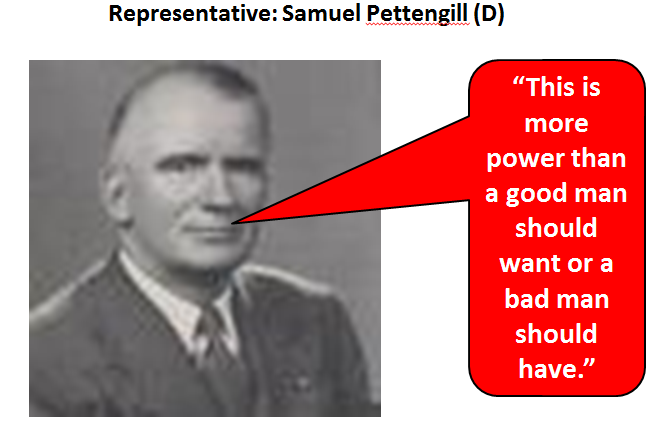 Representative: Samuel Pettengill (D)
“This is
more
power than
a good man
should
want or a
bad man
should
have.”